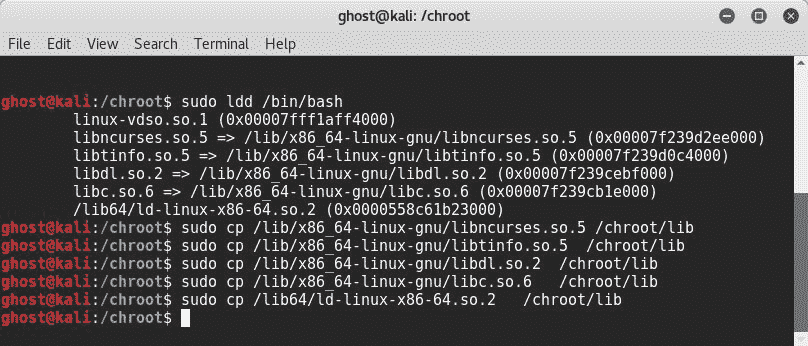 ghost@kali: /chroot
File Edit View Search Terminal Help
ghost@kali:/chroot$ sudo ldd /bin/bash
linux-vdso.so.1 (0x00007fff1aff4000)
libncurses.so.5 => /lib/x86_64-linux-gnu/libncurses.so.5 (0x00007f239d2ee000)
libtinfo.so.5 => /lib/x86_64-linux-gnu/libtinfo.so.5 (0x00007f239d0c4000)
libdl.so.2 => /lib/x86_64-linux-gnu/libdl.so.2 (0x00007f239cebf000)
libc.so.6 => /lib/x86_64-linux-gnu/libc.so.6 (0x00007f239cb1e000)
/lib64/ld-linux-x86-64.so.2 (0x0000558c61b23000)
ghost@kali:/chroot$ sudo cp /lib/x86_64-linux-gnu/libncurses.so.5 /chroot/lib
ghost@kali:/chroot$ sudo cp /lib/x86_64-linux-gnu/libtinfo.so.5  /chroot/lib
ghost@kali:/chroot$ sudo cp /lib/x86_64-linux-gnu/libdl.so.2  /chroot/lib
ghost@kali:/chroot$ sudo cp /lib/x86_64-linux-gnu/libc.so.6   /chroot/lib
ghost@kali:/chroot$ sudo cp /lib64/ld-linux-x86-64.so.2   /chroot/lib
ghost@kali:/chroot$